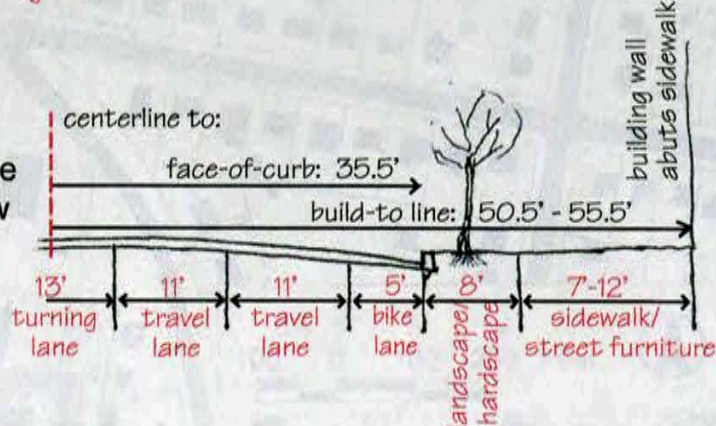 centerline to:
face-of-curb: 35.5'
build-to line: 50.5' - 55.5'
building wall
abuts sidewalk
13'
turning
lane
11'
travel
lane
11'
travel
lane
5'
bike
lane
8'
landscape/
hardscape
7'-12'
sidewalk/
street furniture